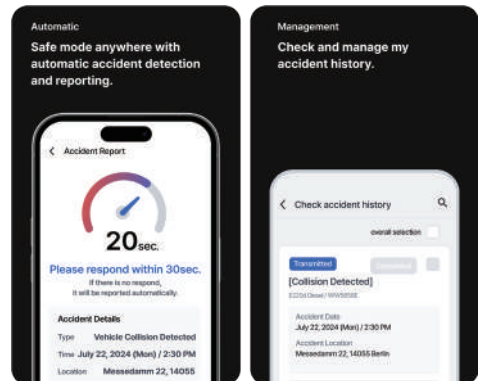 Automatic
Safe mode anywhere with
automatic accident detection
and reporting.
Accident Report
20sec.
Please respond within 30sec.
If there is no respond,
it will be reported automatically.
Accident Details
Type Vehicle Collision Detected
Time July 22, 2024 (Mon) / 2:30 PM
Location Messedamm 22, 14055
Management
Check and manage my
accident history.
Check accident history
overall selection
Transmitted
[Collision Detected]
Accident Date
July 22, 2024 (Mon) / 2:30 PM
Accident Location
Messedamm 22, 14055 Berlin